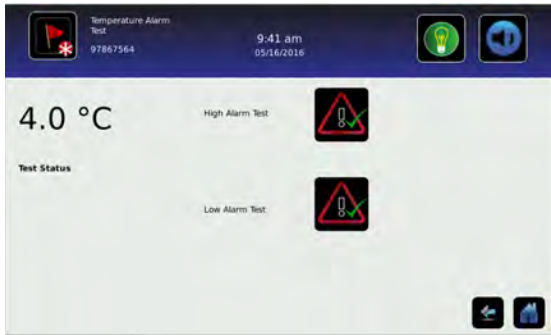 Temperature Alarm
Test
97867564
9:41 am
05/16/2016
4.0 °C
High Alarm Test
Test Status
Low Alarm Test